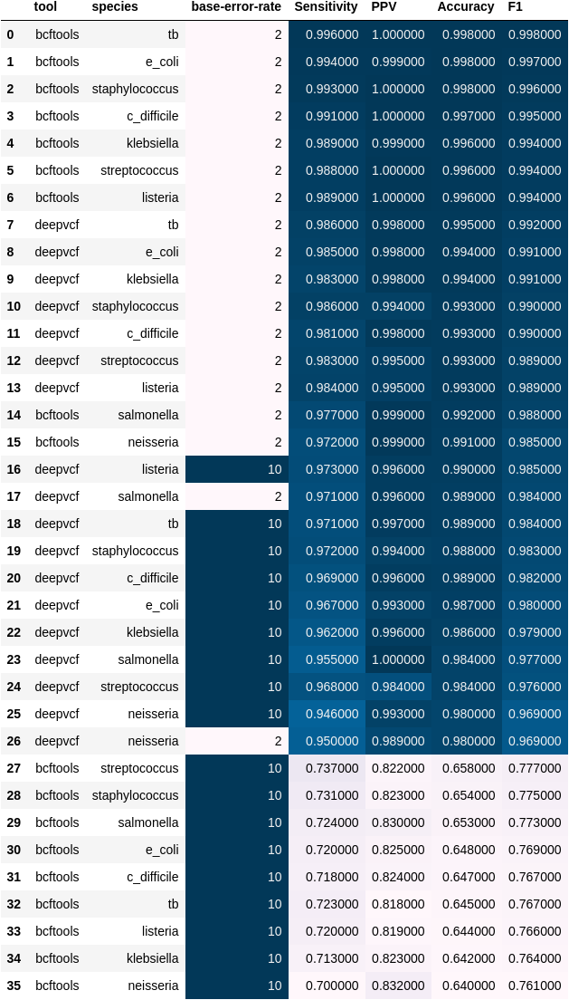 tool species base-error-rate Sensitivity PPV Accuracy F1
0 bcftools tb 2 0.996000 1.000000 0.998000 0.998000
1 bcftools e_coli 2 0.994000 0.999000 0.998000 0.997000
2 bcftools staphylococcus 2 0.993000 1.000000 0.998000 0.996000
3 bcftools c_difficile 2 0.991000 1.000000 0.997000 0.995000
4 bcftools klebsiella 2 0.989000 0.999000 0.996000 0.994000
5 bcftools streptococcus 2 0.988000 1.000000 0.996000 0.994000
6 bcftools listeria 2 0.989000 1.000000 0.996000 0.994000
7 deepvcf tb 2 0.986000 0.998000 0.995000 0.992000
8 deepvcf e_coli 2 0.985000 0.998000 0.994000 0.991000
9 deepvcf klebsiella 2 0.983000 0.998000 0.994000 0.991000
10 deepvcf staphylococcus 2 0.986000 0.994000 0.993000 0.990000
11 deepvcf c_difficile 2 0.981000 0.998000 0.993000 0.990000
12 deepvcf streptococcus 2 0.983000 0.995000 0.993000 0.989000
13 deepvcf listeria 2 0.984000 0.995000 0.993000 0.989000
14 bcftools salmonella 2 0.977000 0.999000 0.992000 0.988000
15 bcftools neisseria 2 0.972000 0.999000 0.991000 0.985000
16 deepvcf listeria 10 0.973000 0.996000 0.990000 0.985000
17 deepvcf salmonella 2 0.971000 0.996000 0.989000 0.984000
18 deepvcf tb 10 0.971000 0.997000 0.989000 0.984000
19 deepvcf staphylococcus 10 0.972000 0.994000 0.988000 0.983000
20 deepvcf c_difficile 10 0.969000 0.996000 0.989000 0.982000
21 deepvcf e_coli 10 0.967000 0.993000 0.987000 0.980000
22 deepvcf klebsiella 10 0.962000 0.996000 0.986000 0.979000
23 deepvcf salmonella 10 0.955000 1.000000 0.984000 0.977000
24 deepvcf streptococcus 10 0.968000 0.984000 0.984000 0.976000
25 deepvcf neisseria 10 0.946000 0.993000 0.980000 0.969000
26 deepvcf neisseria 2 0.950000 0.989000 0.980000 0.969000
27 bcftools streptococcus 10 0.737000 0.822000 0.658000 0.777000
28 bcftools staphylococcus 10 0.731000 0.823000 0.654000 0.775000
29 bcftools salmonella 10 0.724000 0.830000 0.653000 0.773000
30 bcftools e_coli 10 0.720000 0.825000 0.648000 0.769000
31 bcftools c_difficile 10 0.718000 0.824000 0.647000 0.767000
32 bcftools tb 10 0.723000 0.818000 0.645000 0.767000
33 bcftools listeria 10 0.720000 0.819000 0.644000 0.766000
34 bcftools klebsiella 10 0.713000 0.823000 0.642000 0.764000
35 bcftools neisseria 10 0.700000 0.832000 0.640000 0.761000